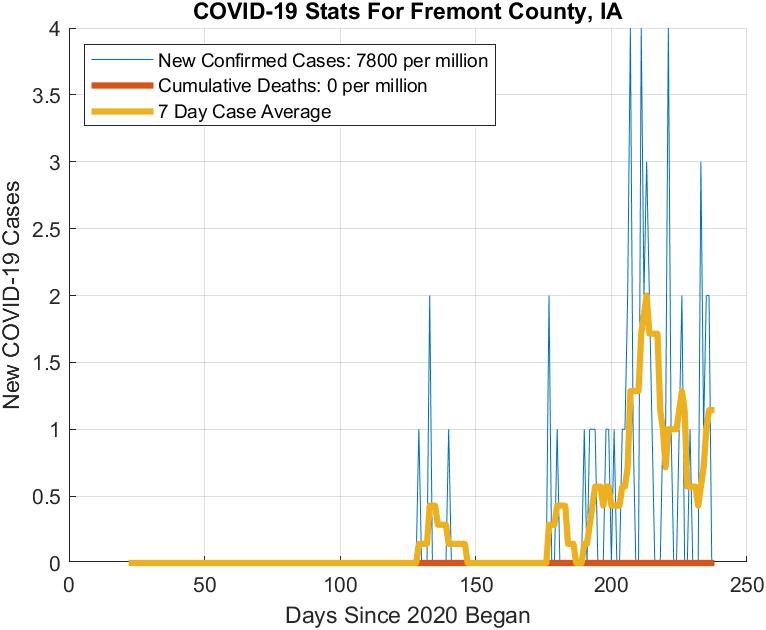 COVID-19 Stats For Fremont County, IA
New Confirmed Cases: 7800 per million
Cumulative Deaths: 0 per million
7 Day Case Average
4
3.5
3
2.5
2
1.5
1
0.5
0
New COVID-19 Cases
0 50 100 150 200 250
Days Since 2020 Began